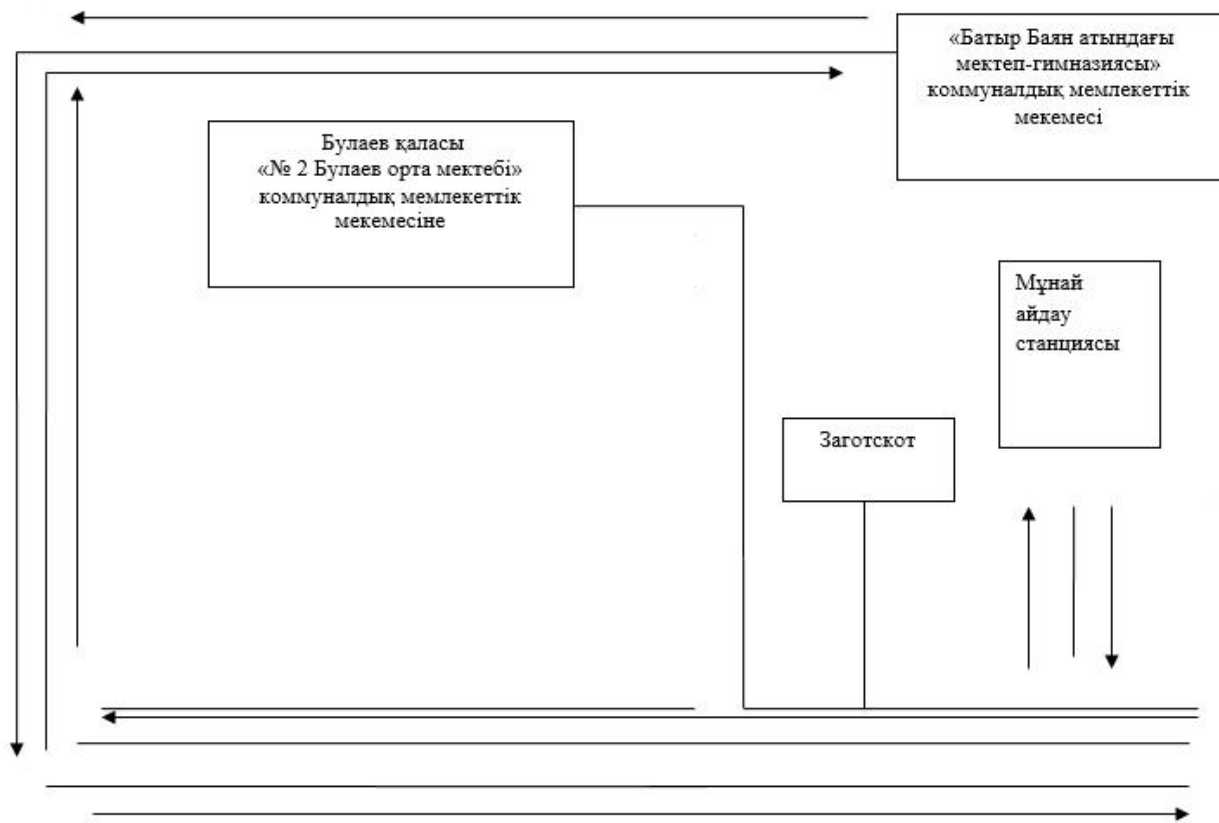 «Батыр Баян атындағы
мектеп-гимназиясы»
коммуналдық мемлекеттік
мекемесі
Булаев қаласы
«№ 2 Булаев орта мектебі»
коммуналдық мемлекеттік
мекемесіне
Мұнай
айдау
станциясы
Заготскот